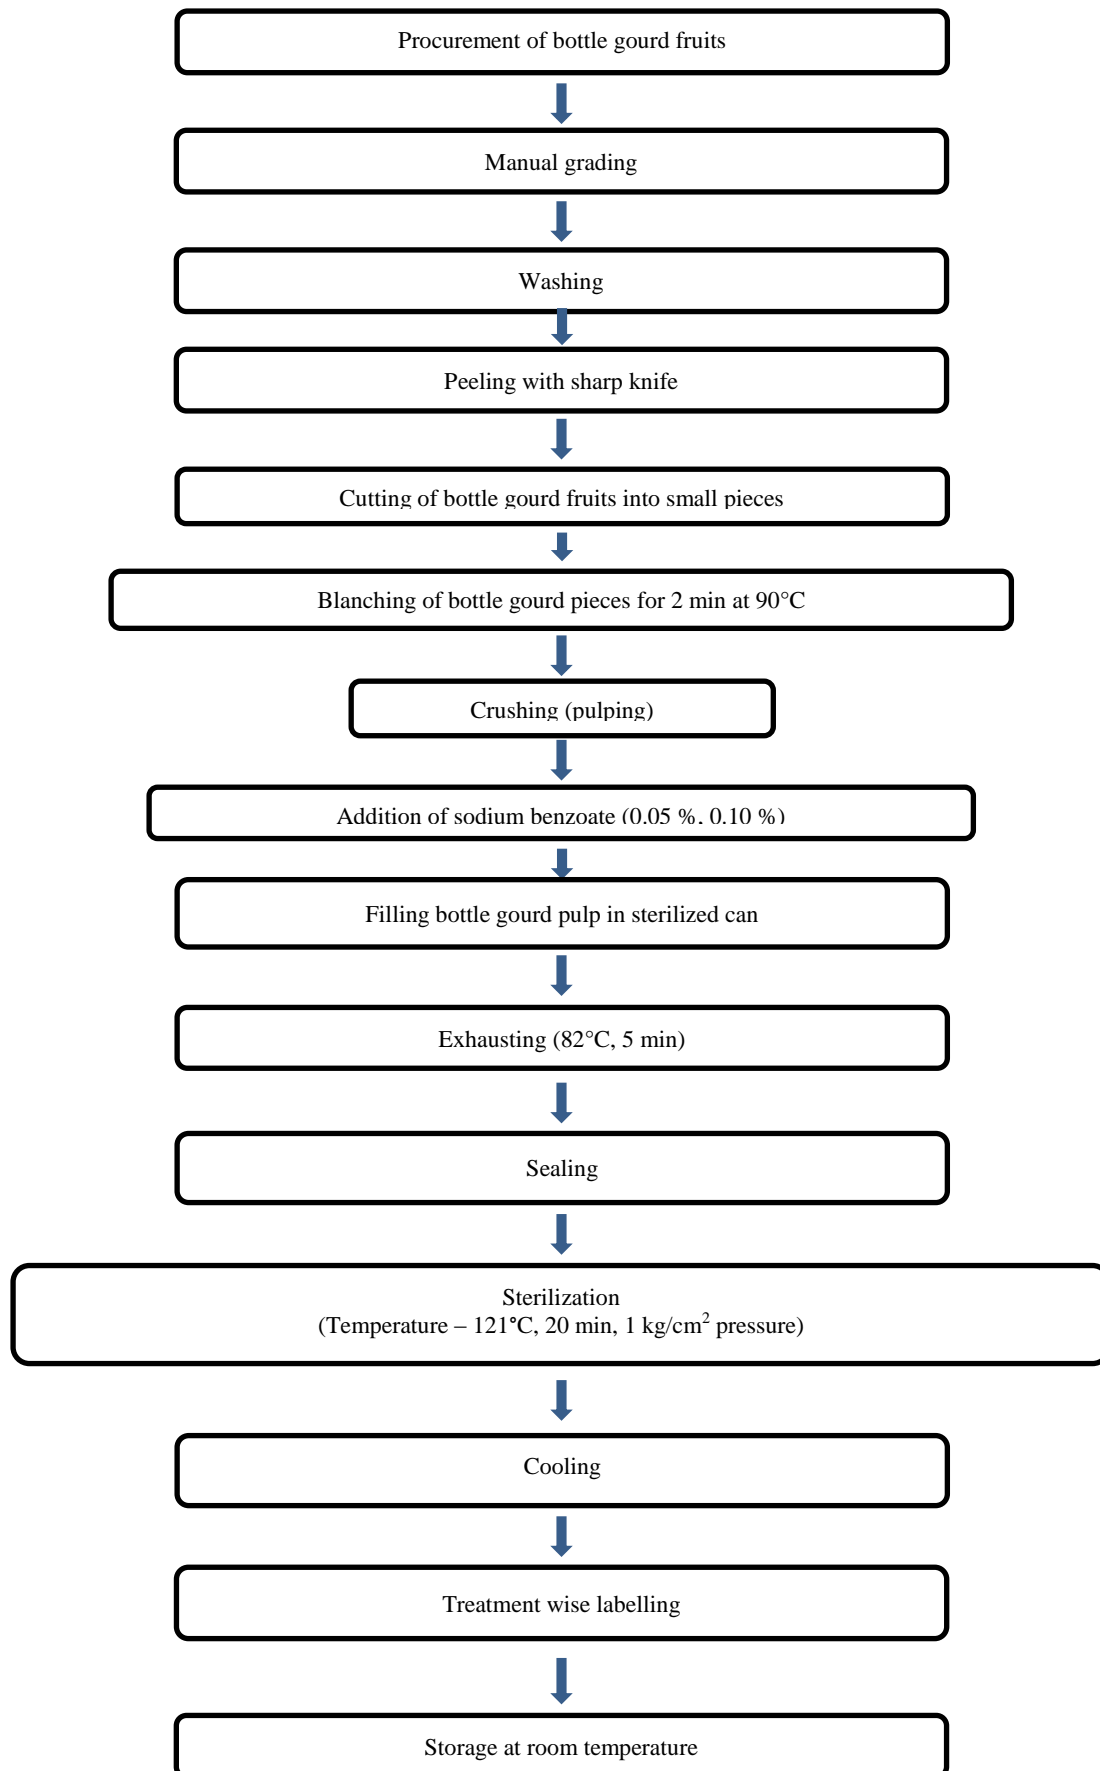 Procurement of bottle gourd fruits
Manual grading
Washing
Peeling with sharp knife
Cutting of bottle gourd fruits into small pieces
Blanching of bottle gourd pieces for 2 min at 90°C
Crushing (pulping)
Addition of sodium benzoate (0.05 %, 0.10 %)
Filling bottle gourd pulp in sterilized can
Exhausting (82°C, 5 min)
Sealing
Sterilization
(Temperature – 121°C, 20 min, 1 kg/cm² pressure)
Cooling
Treatment wise labelling
Storage at room temperature